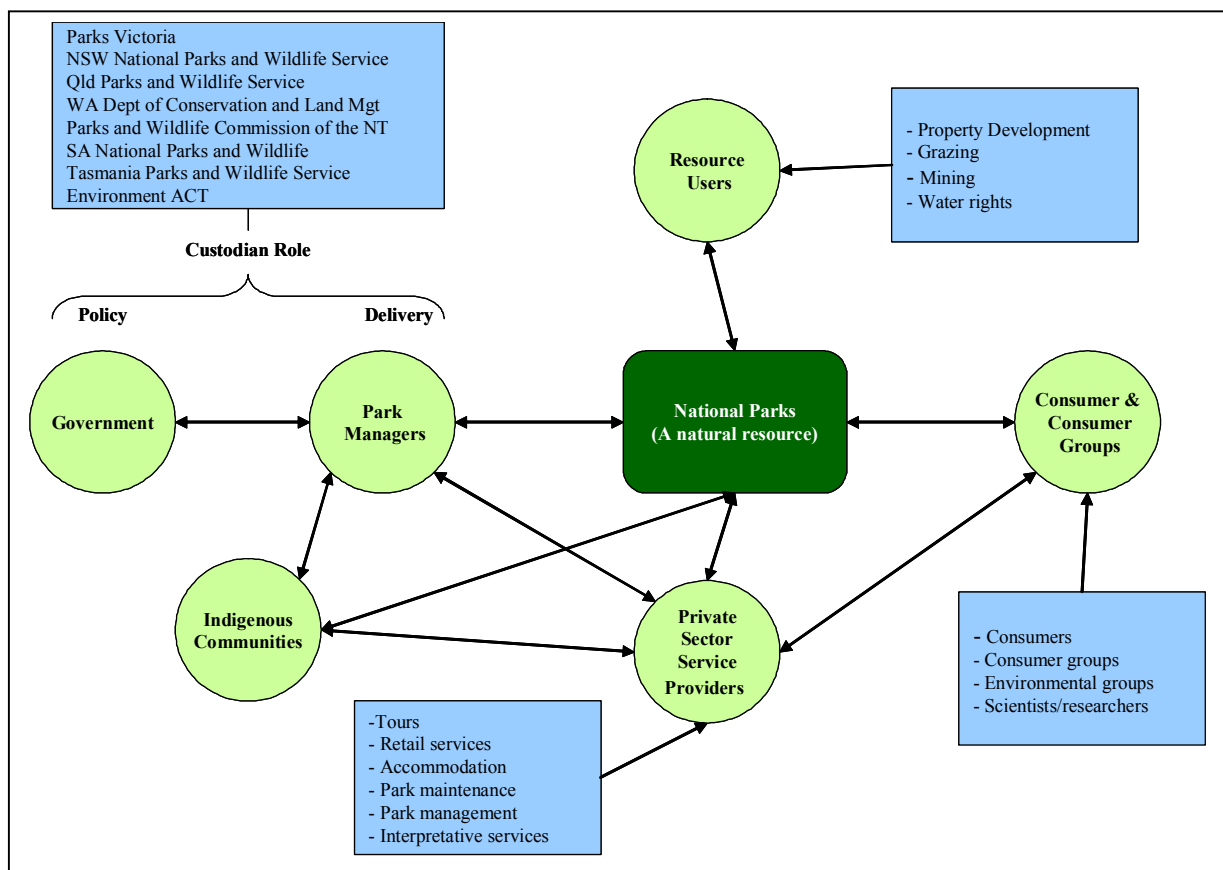 Parks Victoria
NSW National Parks and Wildlife Service
Qld Parks and Wildlife Service
WA Dept of Conservation and Land Mgt
Parks and Wildlife Commission of the NT
SA National Parks and Wildlife
Tasmania Parks and Wildlife Service
Environment ACT
Custodian Role
Policy
Delivery
Resource
Users
- Property Development
- Grazing
- Mining
- Water rights
Government
Park
Managers
National Parks
(A natural resource)
Consumer &
Consumer
Groups
Indigenous
Communities
Private
Sector
Service
Providers
-Tours
- Retail services
- Accommodation
- Park maintenance
- Park management
- Interpretative services
- Consumers
- Consumer groups
- Environmental groups
- Scientists/researchers